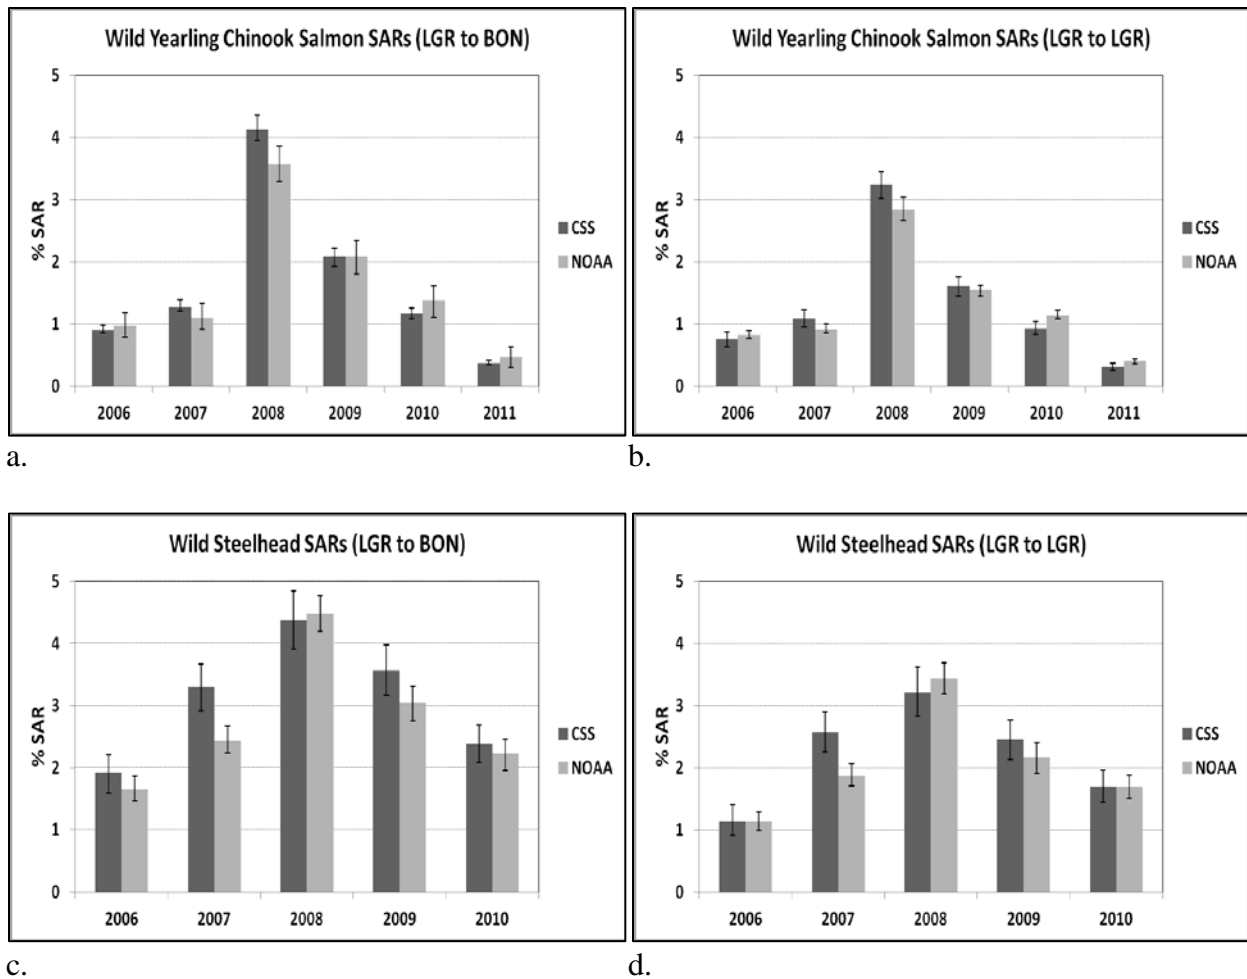 Wild Yearling Chinook Salmon SARs (LGR to BON)
% SAR
5
4
3
2
1
0
2006 2007 2008 2009 2010 2011
CSS
NOAA
a.
Wild Yearling Chinook Salmon SARs (LGR to LGR)
% SAR
5
4
3
2
1
0
2006 2007 2008 2009 2010 2011
CSS
NOAA
b.
Wild Steelhead SARs (LGR to BON)
% SAR
5
4
3
2
1
0
2006 2007 2008 2009 2010
CSS
NOAA
c.
Wild Steelhead SARs (LGR to LGR)
% SAR
5
4
3
2
1
0
2006 2007 2008 2009 2010
CSS
NOAA
d.